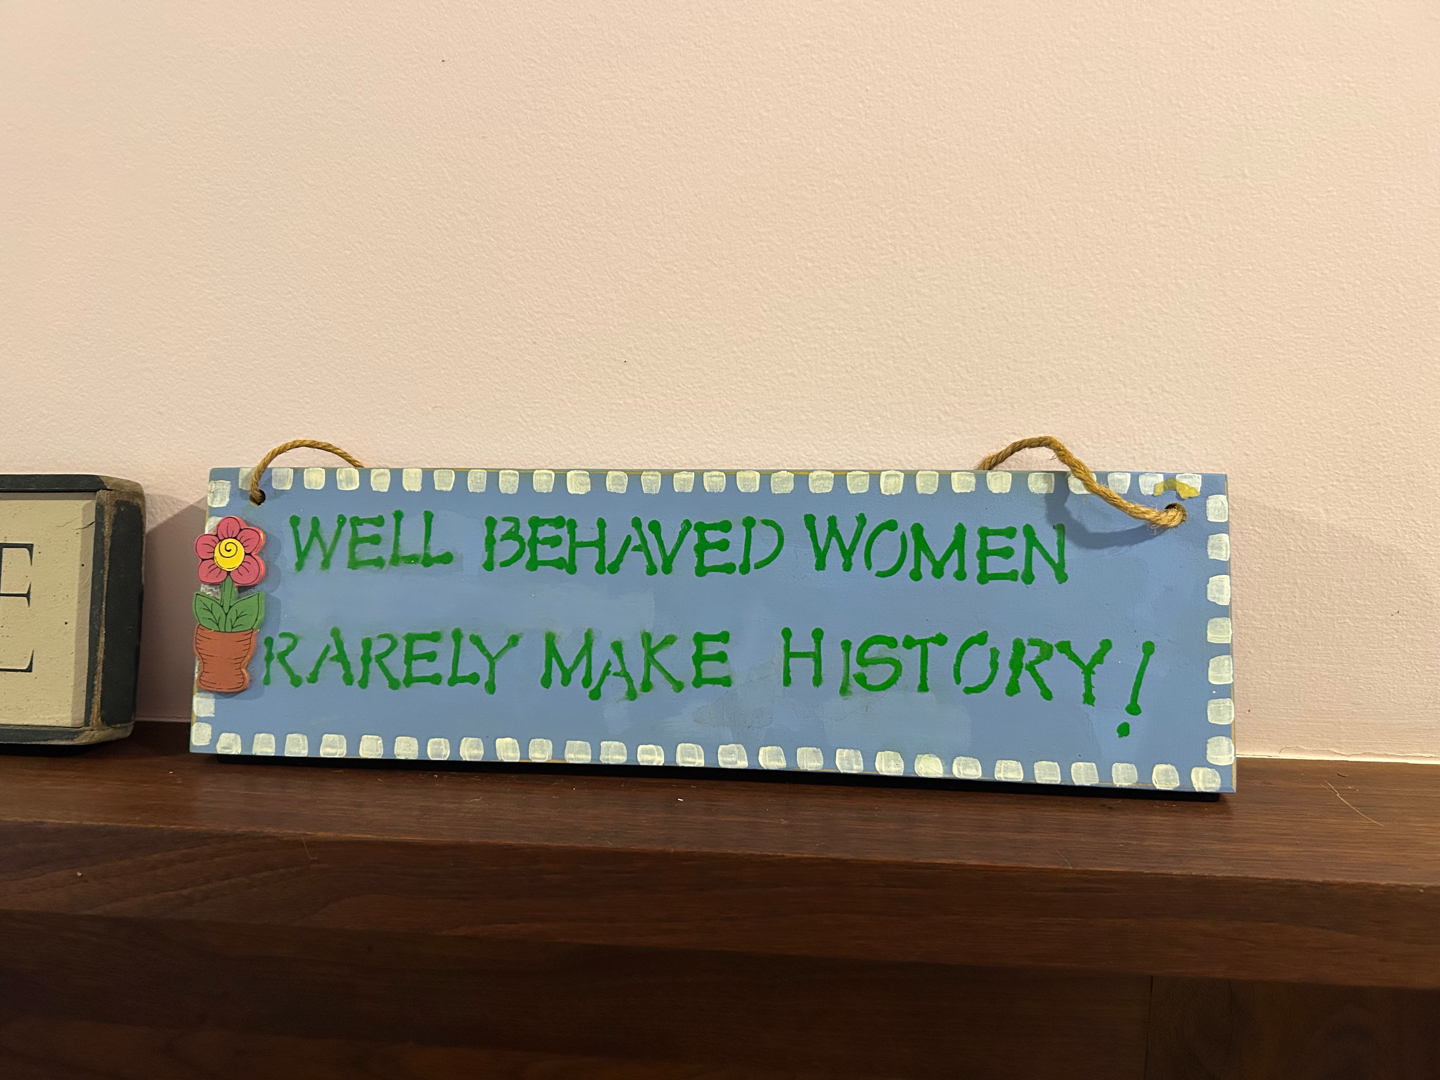 WELL BEHAVED WOMEN
RARELY MAKE HISTORY!
E